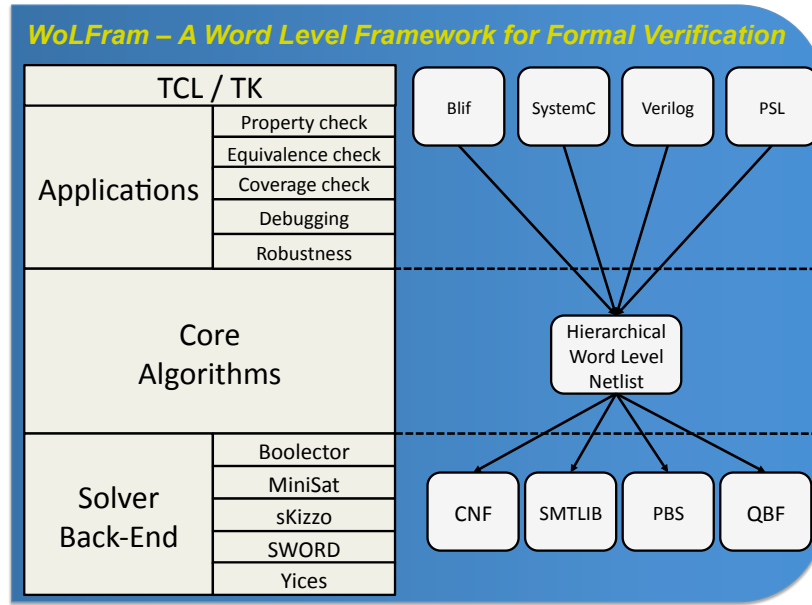 WoLFram – A Word Level Framework for Formal Verification
TCL / TK
Applications
Property check
Equivalence check
Coverage check
Debugging
Robustness
Core
Algorithms
Solver
Back-End
Boolector
MiniSat
sKizzo
SWORD
Yices
Blif
SystemC
Verilog
PSL
Hierarchical
Word Level
Netlist
CNF
SMTLIB
PBS
QBF